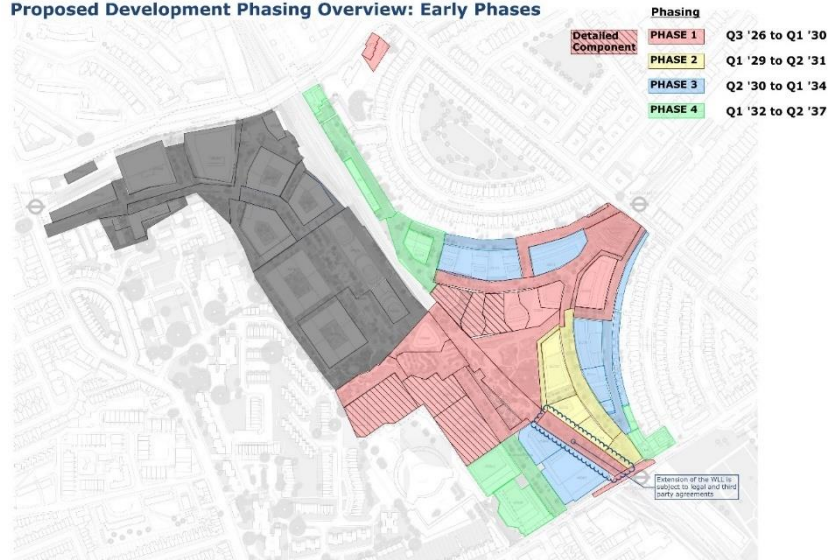 Proposed Development Phasing Overview: Early Phases
Phasing
Detailed
Component
PHASE 1 Q3 '26 to Q1 '30
PHASE 2 Q1 '29 to Q2 '31
PHASE 3 Q2 '30 to Q1 '34
PHASE 4 Q1 '32 to Q2 '37
Extension of the WLL is
subject to legal and third
party agreements